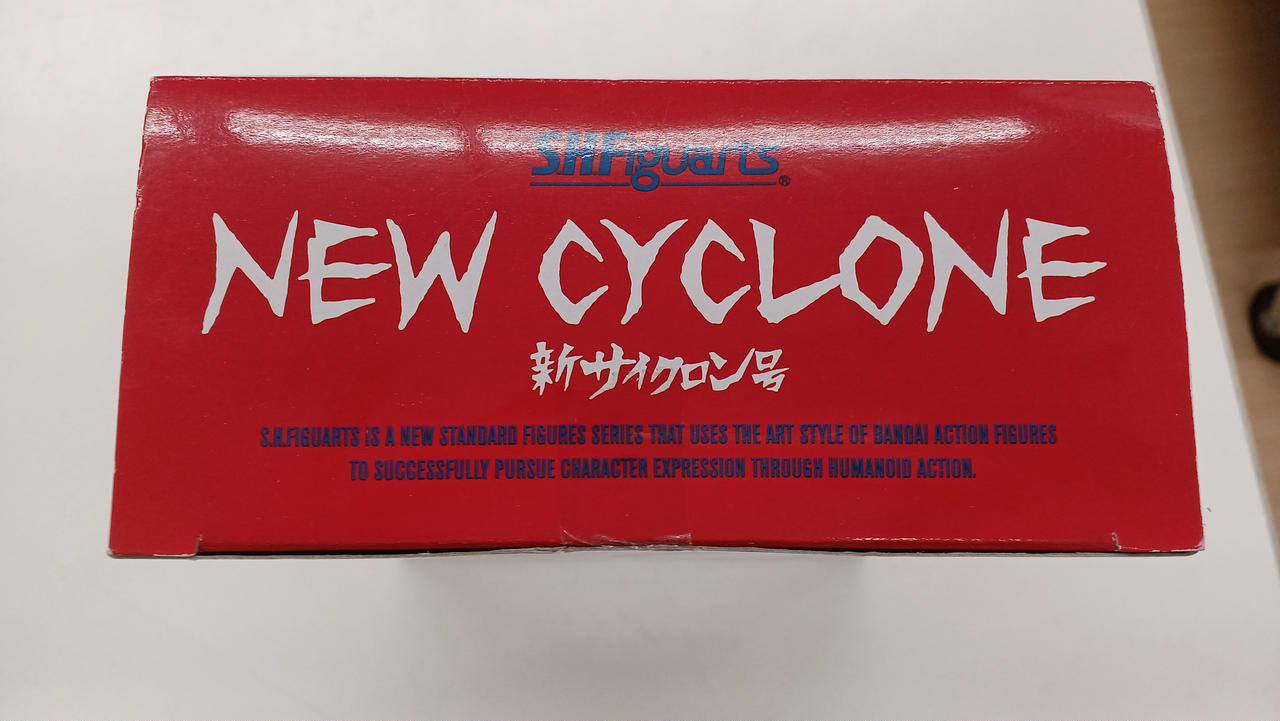 S.H.Figuarts®
NEW CYCLONE
新サイクロン号
S.H.FIGUARTS iS A NEW STANDARD FIGURES SERIES THAT USES THE ART STYLE OF BANDAI ACTION FIGURES
TO SUCCESSFULLY PURSUE CHARACTER EXPRESSION THROUGH HUMANOID ACTION.